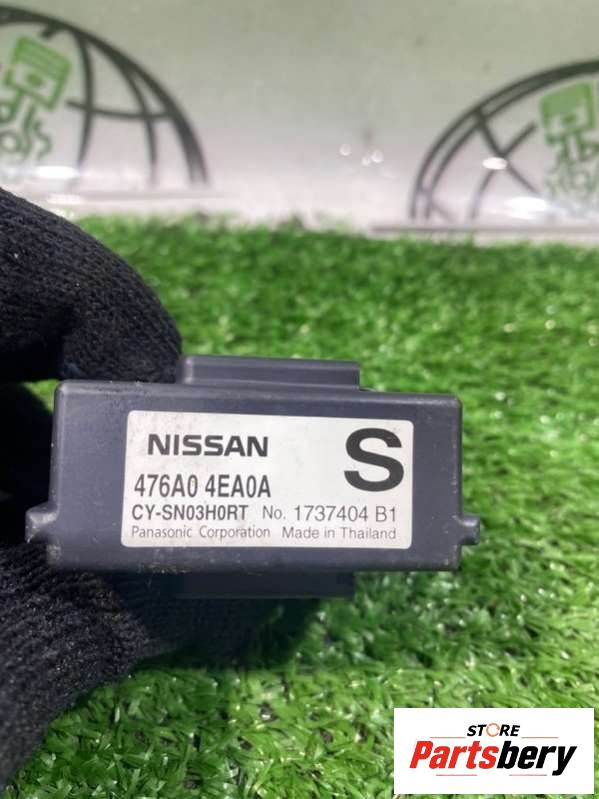 NISSAN
S
476A0 4EA0A
CY-SN03H0RT No. 1737404 B1
Panasonic Corporation Made in Thailand
STORE
Partsbery